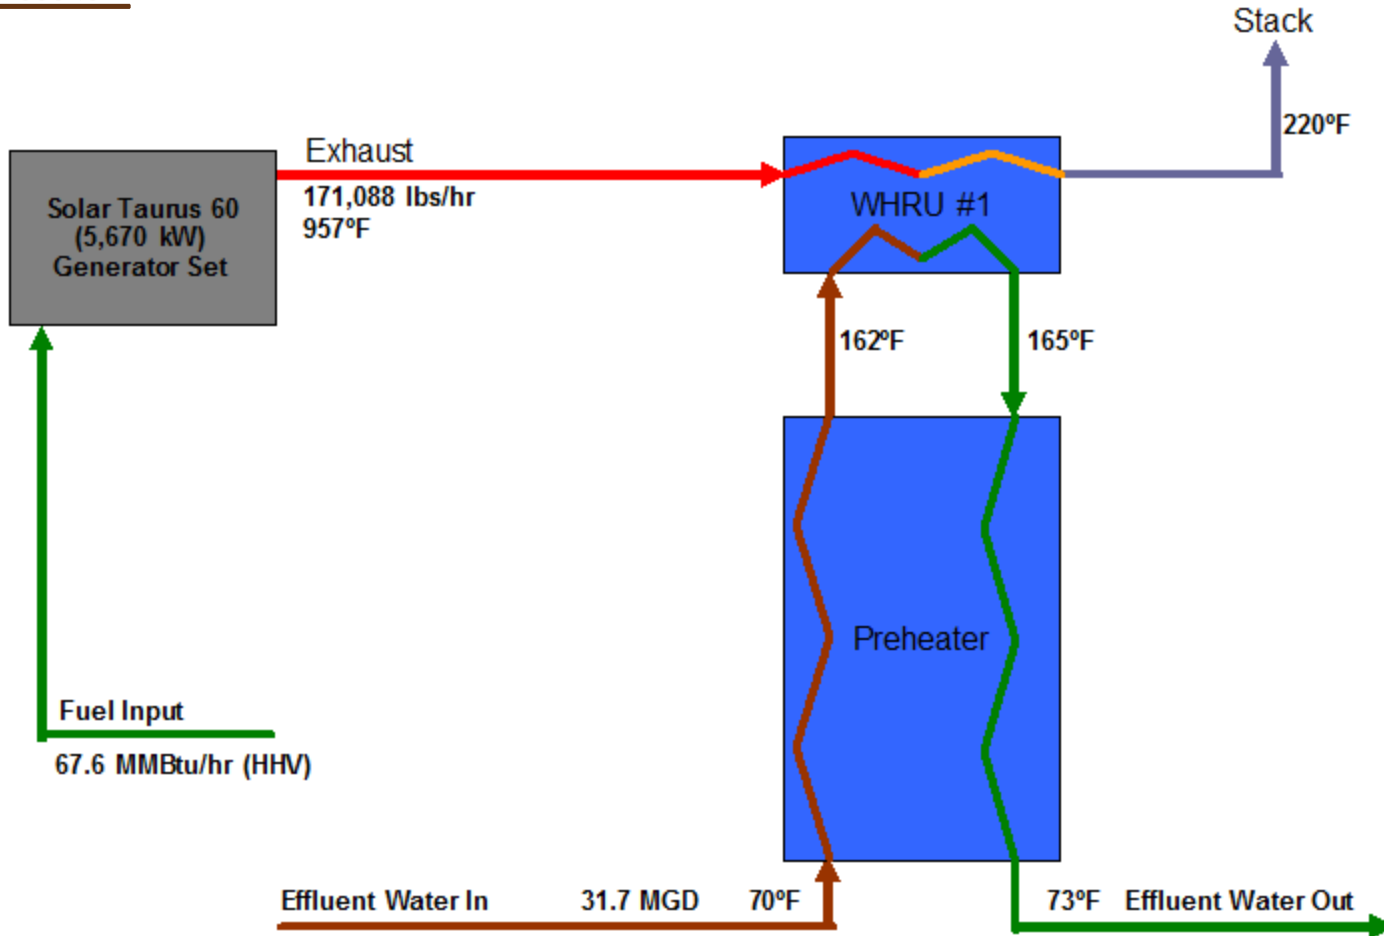 Stack
220ºF
Exhaust
171,088 lbs/hr
957ºF
Solar Taurus 60
(5,670 kW)
Generator Set
WHRU #1
162ºF
165ºF
Preheater
Fuel Input
67.6 MMBtu/hr (HHV)
Effluent Water In 31.7 MGD 70ºF
73ºF Effluent Water Out